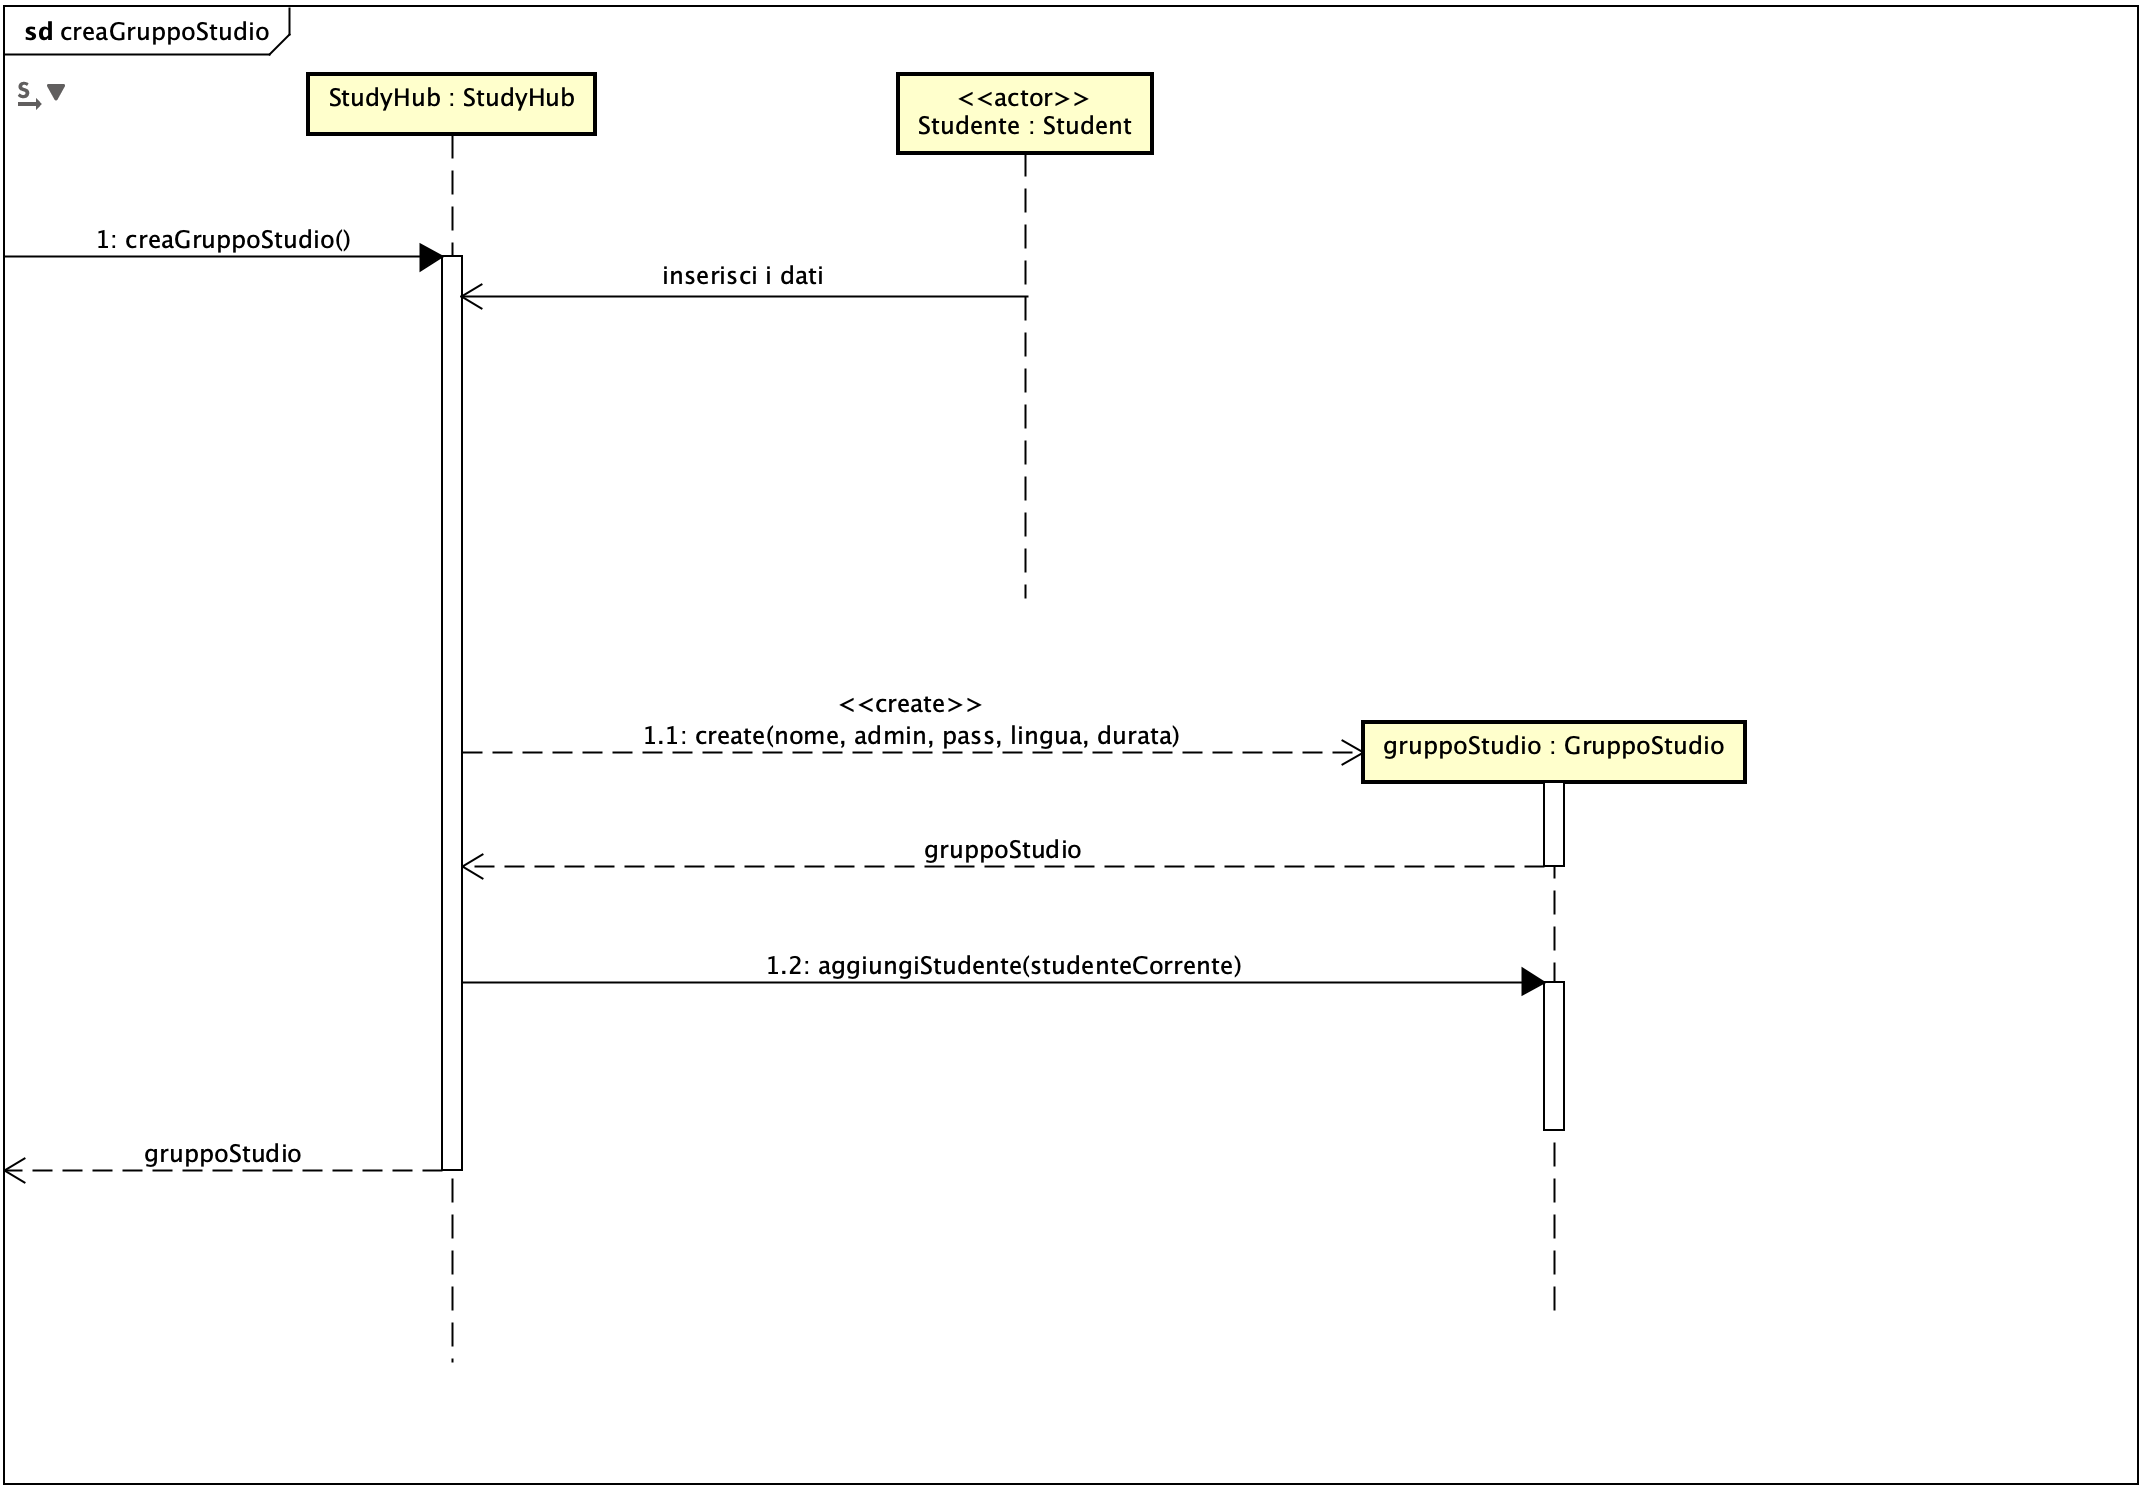 sd creaGruppoStudio
S
StudyHub : StudyHub
<<actor>>
Studente : Student
1: creaGruppoStudio()
inserisci i dati
<<create>>
1.1: create(nome, admin, pass, lingua, durata)
gruppoStudio : GruppoStudio
gruppoStudio
1.2: aggiungiStudente(studenteCorrente)
gruppoStudio